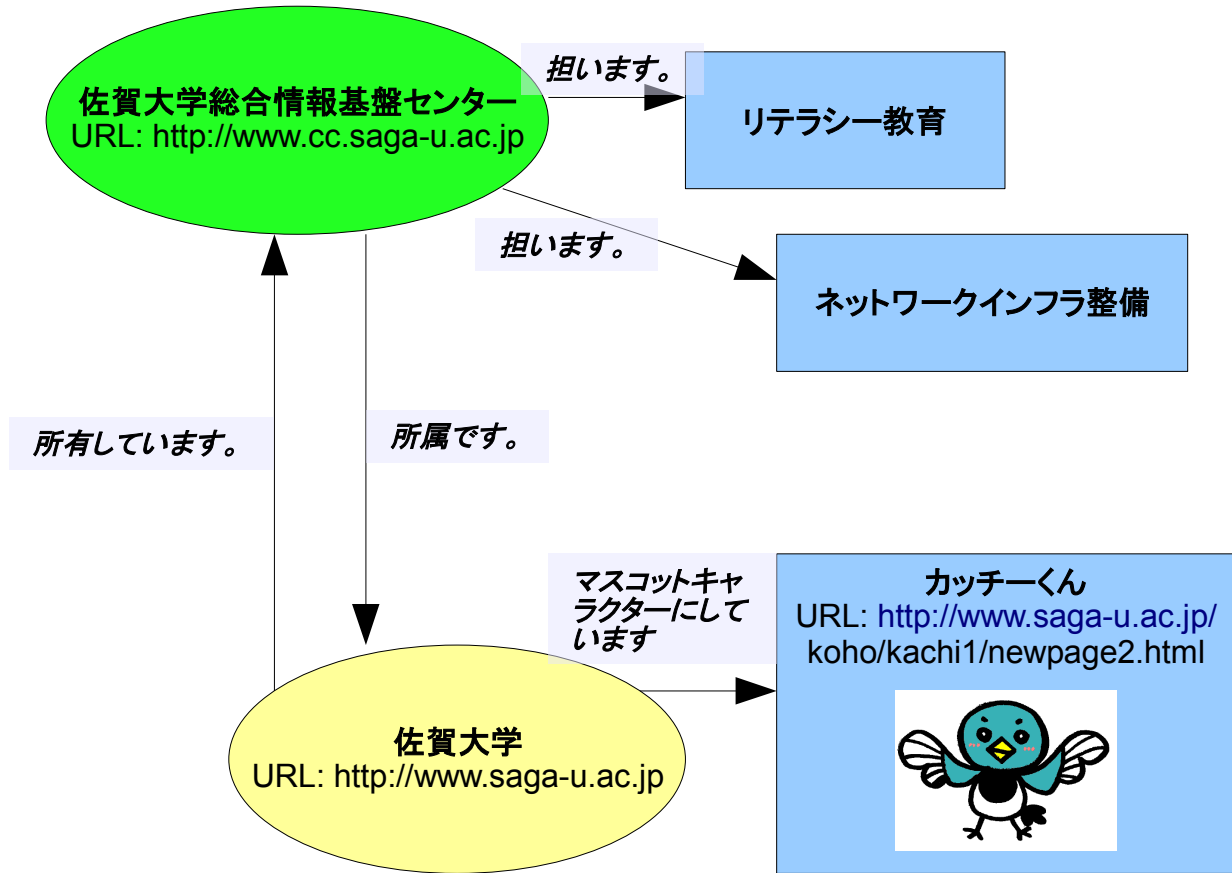 担います。
佐賀大学総合情報基盤センター
URL: http://www.cc.saga-u.ac.jp
リテラシー教育
担います。
ネットワークインフラ整備
所有しています。
所属です。
マスコットキャ
ラクターにして
います
カッチーくん
URL: http://www.saga-u.ac.jp/
koho/kachi1/newpage2.html
佐賀大学
URL: http://www.saga-u.ac.jp